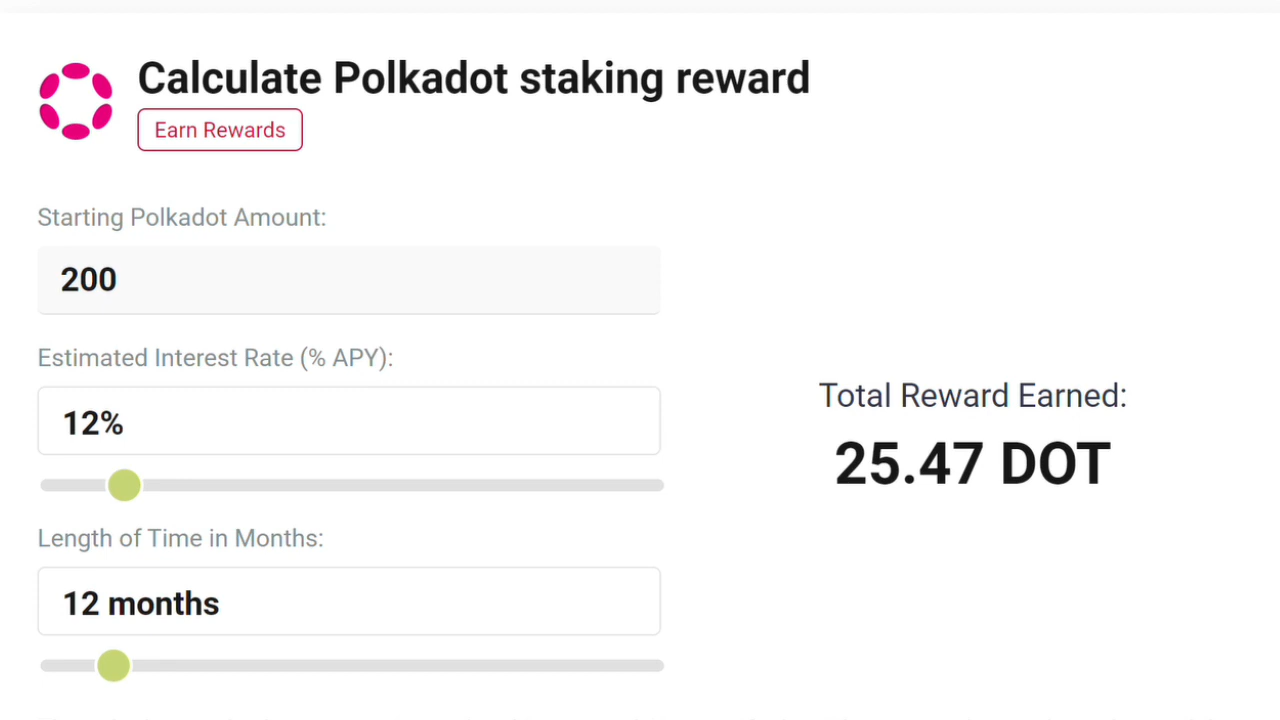 Calculate Polkadot staking reward
Earn Rewards
Starting Polkadot Amount:
200
Estimated Interest Rate (% APY):
12%
Total Reward Earned:
25.47 DOT
Length of Time in Months:
12 months